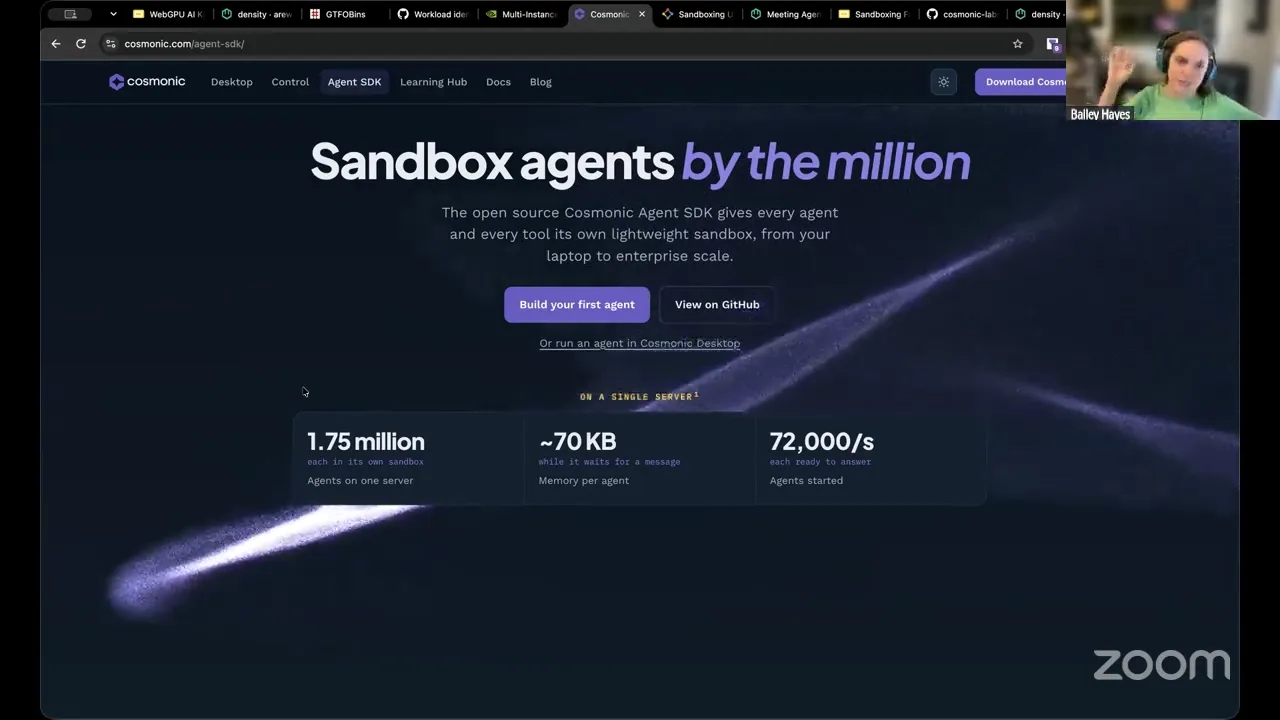 WebGPU AI K
density · arew
GTFOBins
Workload ide
Multi-Instanc
Cosmonic
Sandboxing U
Meeting Agen
Sandboxing F
cosmonic-lab
density ·
cosmonic.com/agent-sdk/
9
cosmonic
Desktop
Control
Agent SDK
Learning Hub
Docs
Blog
Download Cosm
Bailey Hayes
Sandbox agents by the million
The open source Cosmonic Agent SDK gives every agent
and every tool its own lightweight sandbox, from your
laptop to enterprise scale.
Build your first agent
View on GitHub
Or run an agent in Cosmonic Desktop
ON A SINGLE SERVER¹
1.75 million
each in its own sandbox
Agents on one server
~70 KB
while it waits for a message
Memory per agent
72,000/s
each ready to answer
Agents started
zoom